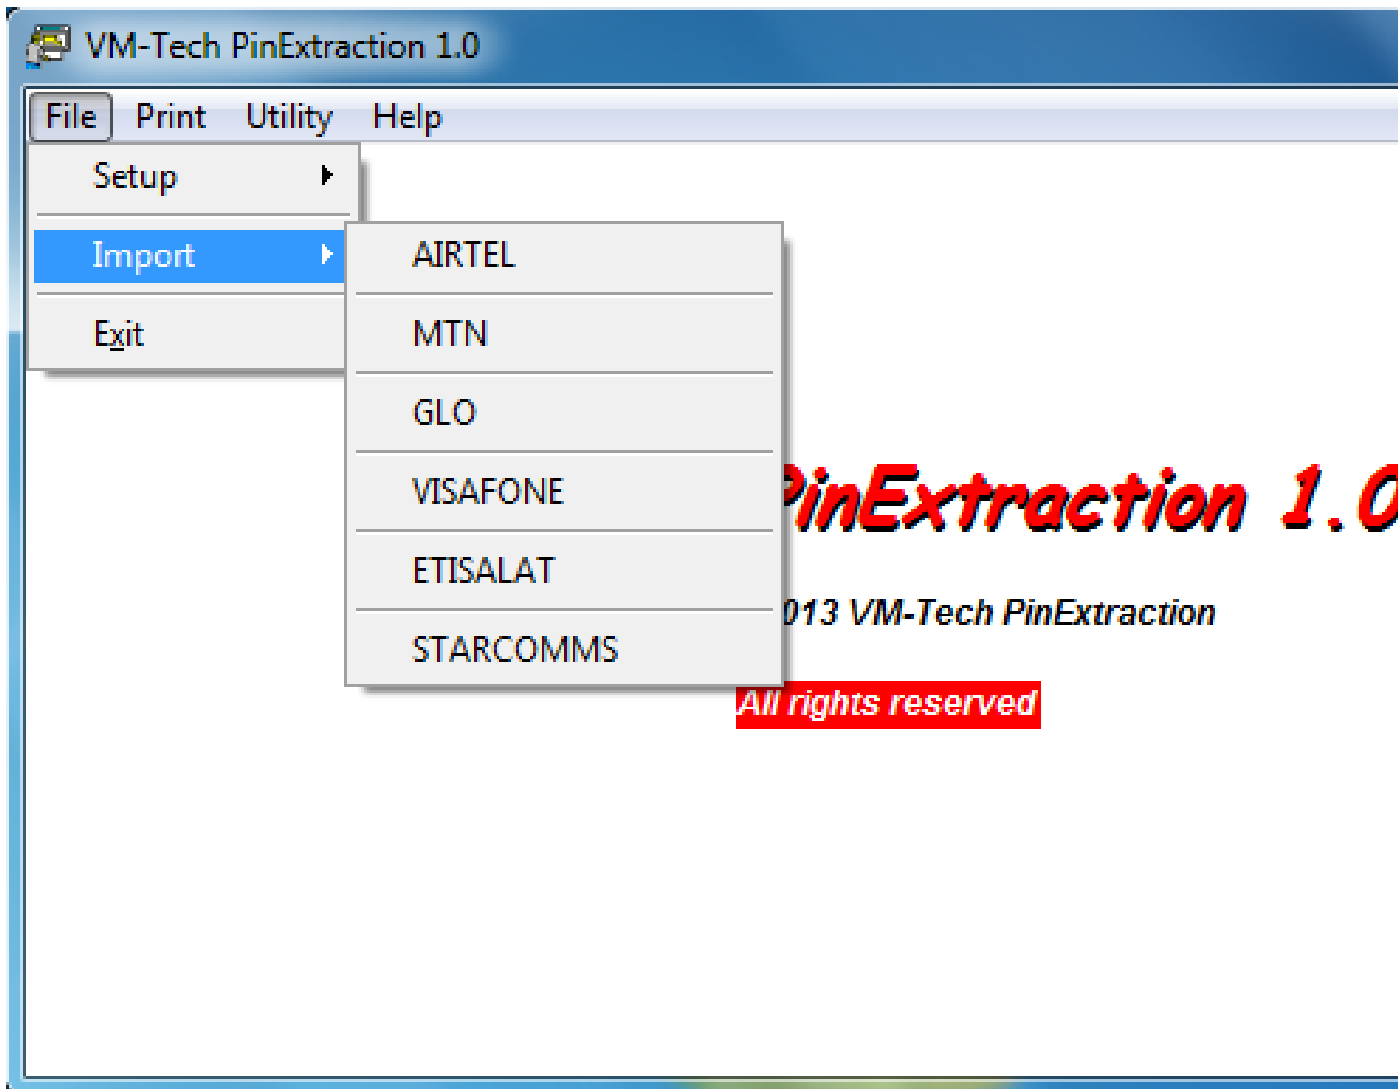 VM-Tech PinExtraction 1.0
File Print Utility Help
Setup
Import
Exit
AIRTEL
MTN
GLO
VISAFONE
ETISALAT
STARCOMMS
PinExtraction 1.0
013 VM-Tech PinExtraction
All rights reserved